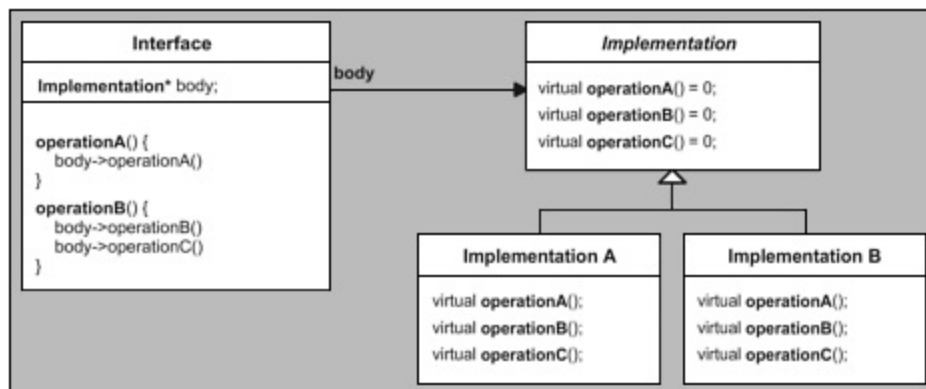 Interface
Implementation* body;
operationA() {
body->operationA()
}
operationB() {
body->operationB()
body->operationC()
}
body
Implementation
virtual operationA() = 0;
virtual operationB() = 0;
virtual operationC() = 0;
Implementation A
virtual operationA();
virtual operationB();
virtual operationC();
Implementation B
virtual operationA();
virtual operationB();
virtual operationC();